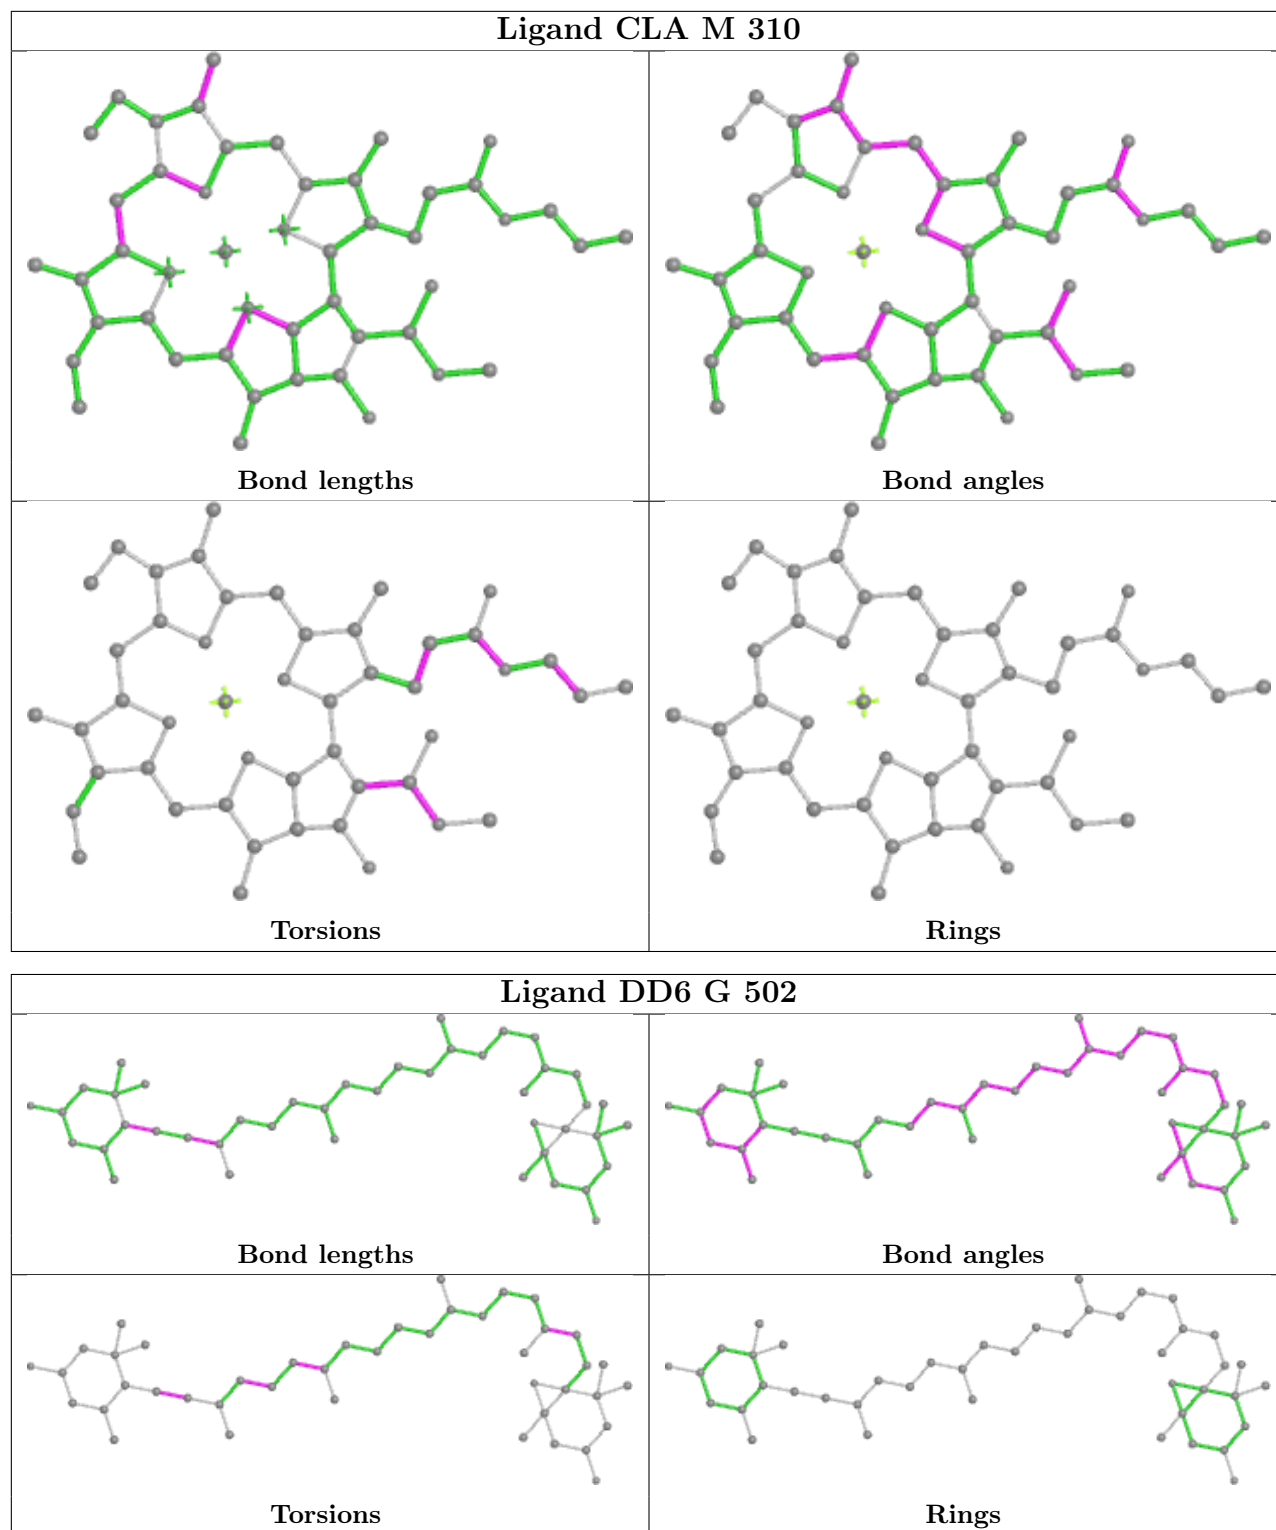 Ligand CLA M 310
Bond lengths
Bond angles
Torsions
Rings
Ligand DD6 G 502
Bond lengths
Bond angles
Torsions
Rings